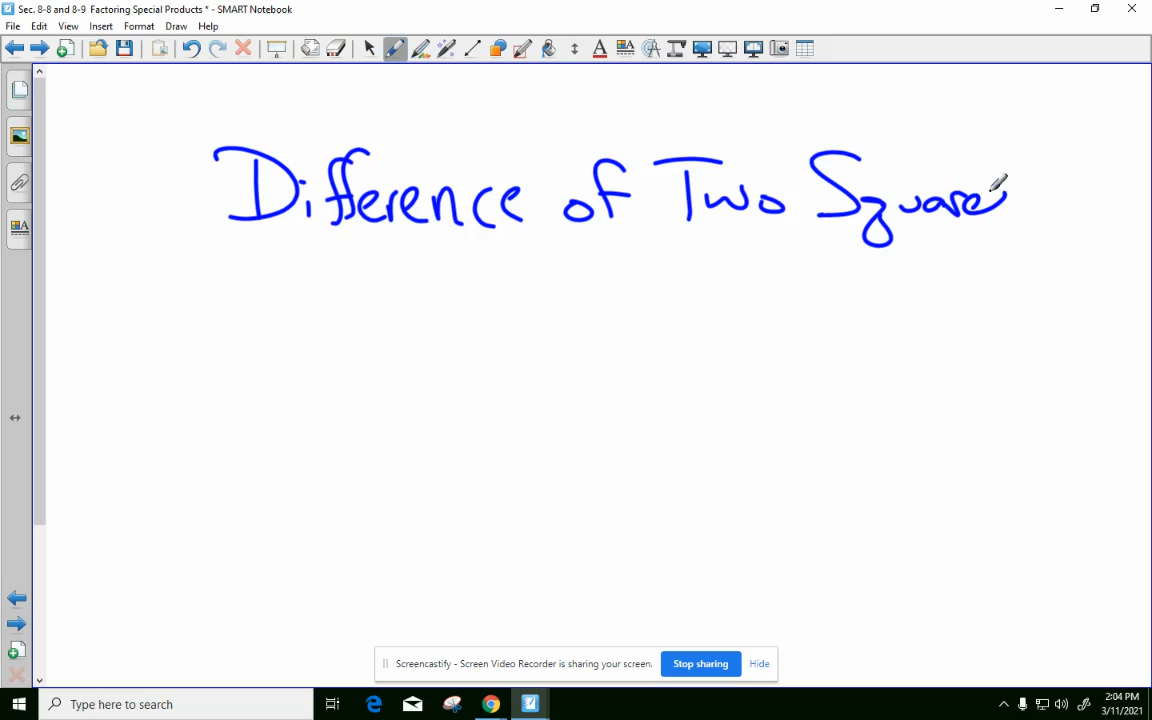 Sec. 8-8 and 8-9 Factoring Special Products * - SMART Notebook
File Edit View Insert Format Draw Help
Difference of Two Square
Screencastify - Screen Video Recorder is sharing your screen. Stop sharing Hide
Type here to search
2:04 PM
3/11/2021